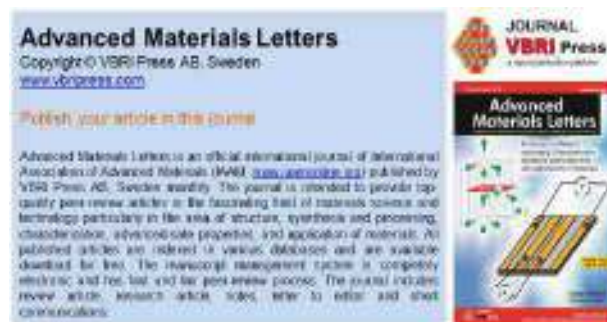 Advanced Materials Letters
Copyright © VBRI Press AB, Sweden
www.vbripress.com
Publish your article in this journal
Advanced Materials Letters is an official international journal of International
Association of Advanced Materials (IAAM, www.iaamonline.org) published by
VBRI Press AB, Sweden monthly. The journal is intended to provide top-
quality peer-review articles in the fascinating field of materials science and
technology particularly in the area of structure, synthesis and processing,
characterisation, advanced-sate properties, and application of materials. All
published articles are indexed in various databases and are available
download for free. The manuscript management system is completely
electronic and has fast and fair peer-review process. The journal includes
review article, research article, notes, letter to editor and short
communications.
JOURNAL
VBRI Press
Advanced
Materials Letters